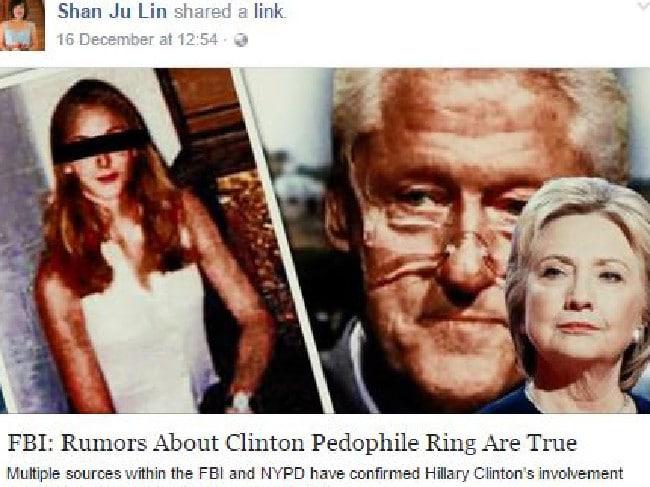 Shan Ju Lin shared a link.
16 December at 12:54 ·
FBI: Rumors About Clinton Pedophile Ring Are True
Multiple sources within the FBI and NYPD have confirmed Hillary Clinton's involvement